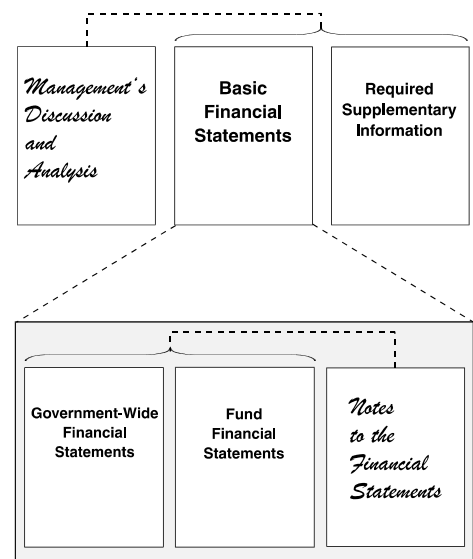 Management's
Discussion
and
Analysis
Basic
Financial
Statements
Required
Supplementary
Information
Government-Wide
Financial
Statements
Fund
Financial
Statements
Notes
to the
Financial
Statements